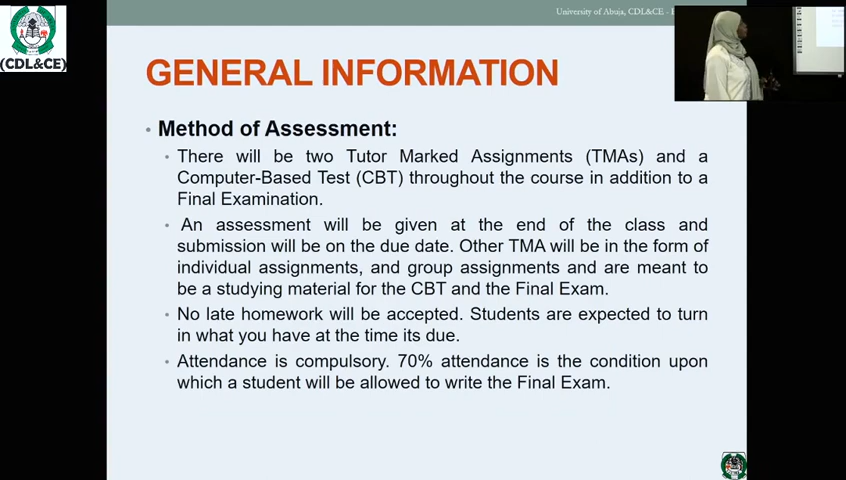 University of Abuja, CDL&CE -
(CDL&CE)
GENERAL INFORMATION
• Method of Assessment:
• There will be two Tutor Marked Assignments (TMAs) and a
Computer-Based Test (CBT) throughout the course in addition to a
Final Examination.
• An assessment will be given at the end of the class and
submission will be on the due date. Other TMA will be in the form of
individual assignments, and group assignments and are meant to
be a studying material for the CBT and the Final Exam.
• No late homework will be accepted. Students are expected to turn
in what you have at the time its due.
• Attendance is compulsory. 70% attendance is the condition upon
which a student will be allowed to write the Final Exam.